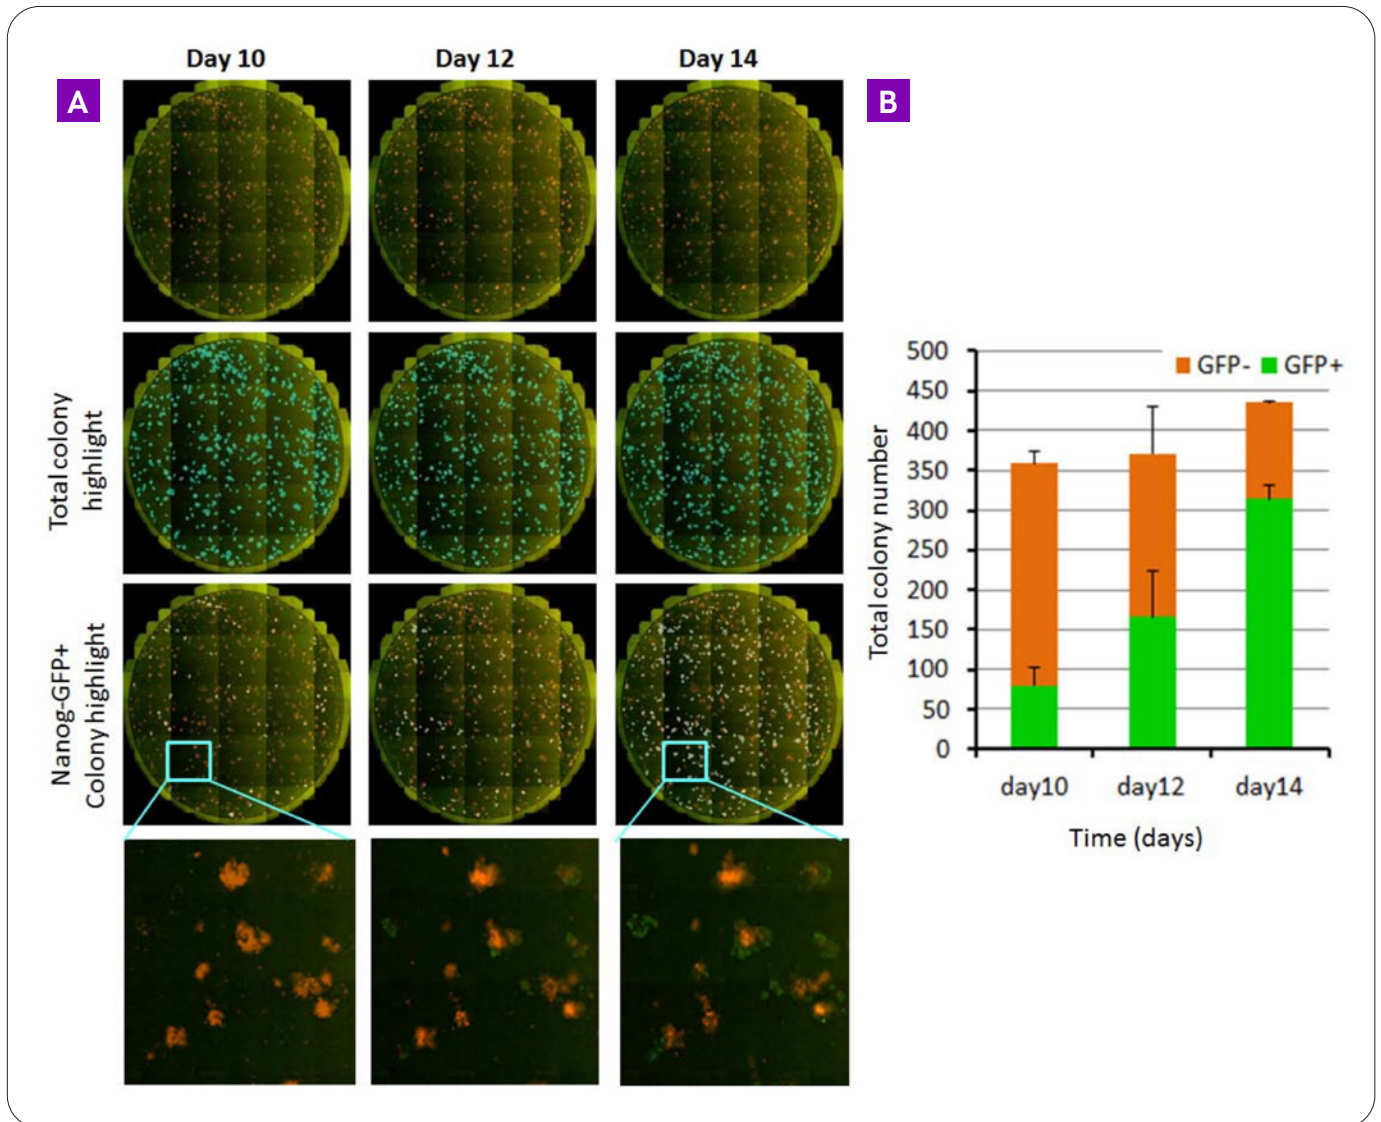 Day 10
Day 12
Day 14
A
B
Total colony
highlight
Nanog-GFP+
Colony highlight
GFP-
GFP+
Total colony number
500
450
400
350
300
250
200
150
100
50
0
day10
day12
day14
Time (days)